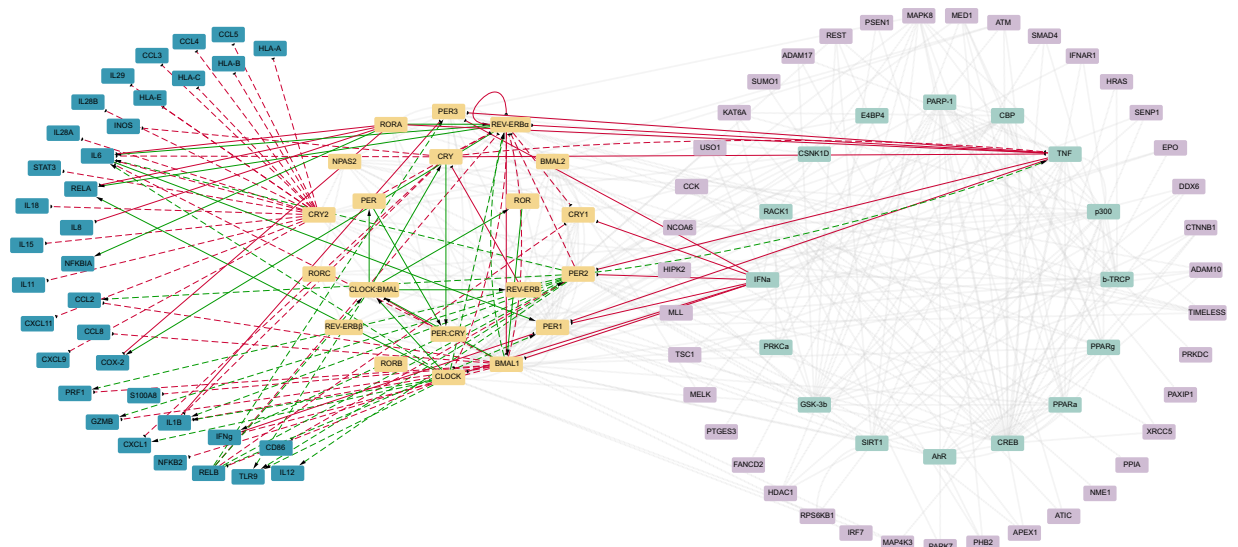 CCL5
CCL4
HLA-A
CCL3
HLA-B
IL29
HLA-C
IL28B
HLA-E
INOS
IL28A
IL6
STAT3
RELA
IL18
IL8
IL15
NFKBIA
IL11
CCL2
CXCL11
CCL8
CXCL9
COX-2
PRF1
S100A8
GZMB
IL1B
CXCL1
IFNg
NFKB2
CD86
RELB
TLR9
IL12
PER3
RORA
REV-ERBα
NPAS2
CRY
BMAL2
PER
ROR
CRY2
CRY1
RORC
PER2
CLOCK:BMAL
REV-ERB
REV-ERBβ
PER:CRY
PER1
RORB
BMAL1
CLOCK
MAPK8
MED1
PSEN1
ATM
REST
SMAD4
ADAM17
IFNAR1
SUMO1
HRAS
KAT6A
SENP1
USO1
EPO
CCK
DDX6
NCOA6
CTNNB1
HIPK2
ADAM10
MLL
TIMELESS
TSC1
PRKDC
MELK
PAXIP1
PTGES3
XRCC5
FANCD2
PPIA
HDAC1
NME1
RPS6KB1
ATIC
IRF7
APEX1
MAP4K3
PARK7
PHB2
PARP-1
E4BP4
CBP
CSNK1D
TNF
RACK1
p300
IFNa
b-TRCP
PRKCa
PPARg
GSK-3b
PPARa
SIRT1
CREB
AhR